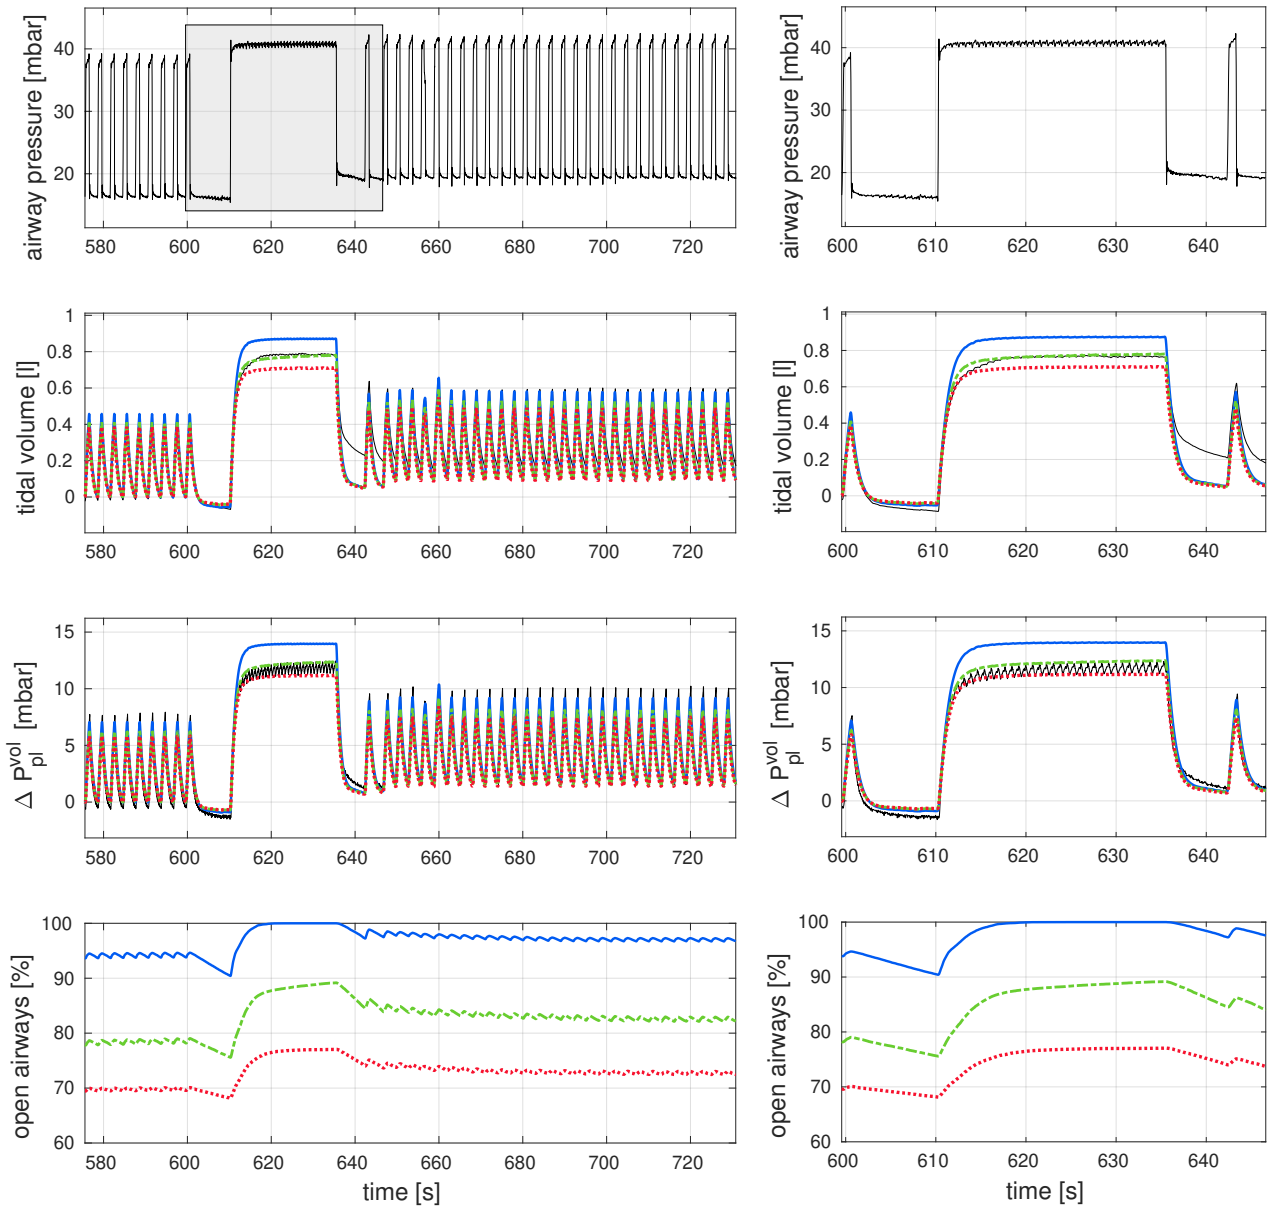 airway pressure [mbar]
40
30
20
580 600 620 640 660 680 700 720
airway pressure [mbar]
40
30
20
600 610 620 630 640
tidal volume [l]
1
0.8
0.6
0.4
0.2
0
580 600 620 640 660 680 700 720
tidal volume [l]
1
0.8
0.6
0.4
0.2
0
600 610 620 630 640
Δ P_pl^vol [mbar]
15
10
5
0
580 600 620 640 660 680 700 720
Δ P_pl^vol [mbar]
15
10
5
0
600 610 620 630 640
open airways [%]
100
90
80
70
60
580 600 620 640 660 680 700 720
time [s]
open airways [%]
100
90
80
70
60
600 610 620 630 640
time [s]